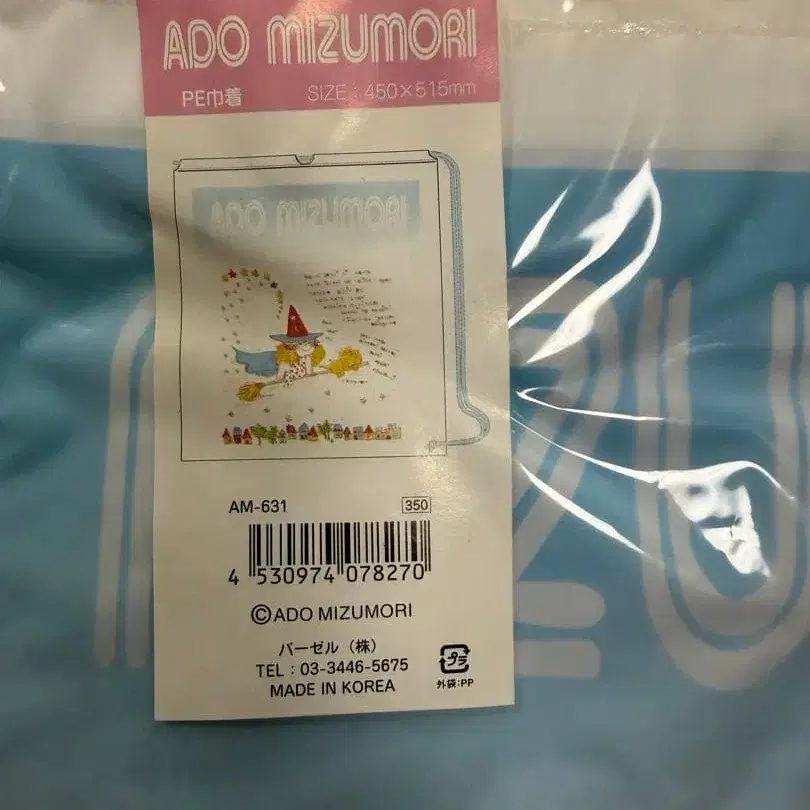 ADO MIZUMORI
PE巾着 SIZE : 450×515mm
ADO MIZUMORI
AM-631 350
4 530974 078270
©ADO MIZUMORI
バーゼル（株）
TEL : 03-3446-5675
MADE IN KOREA
プラ
外袋:PP